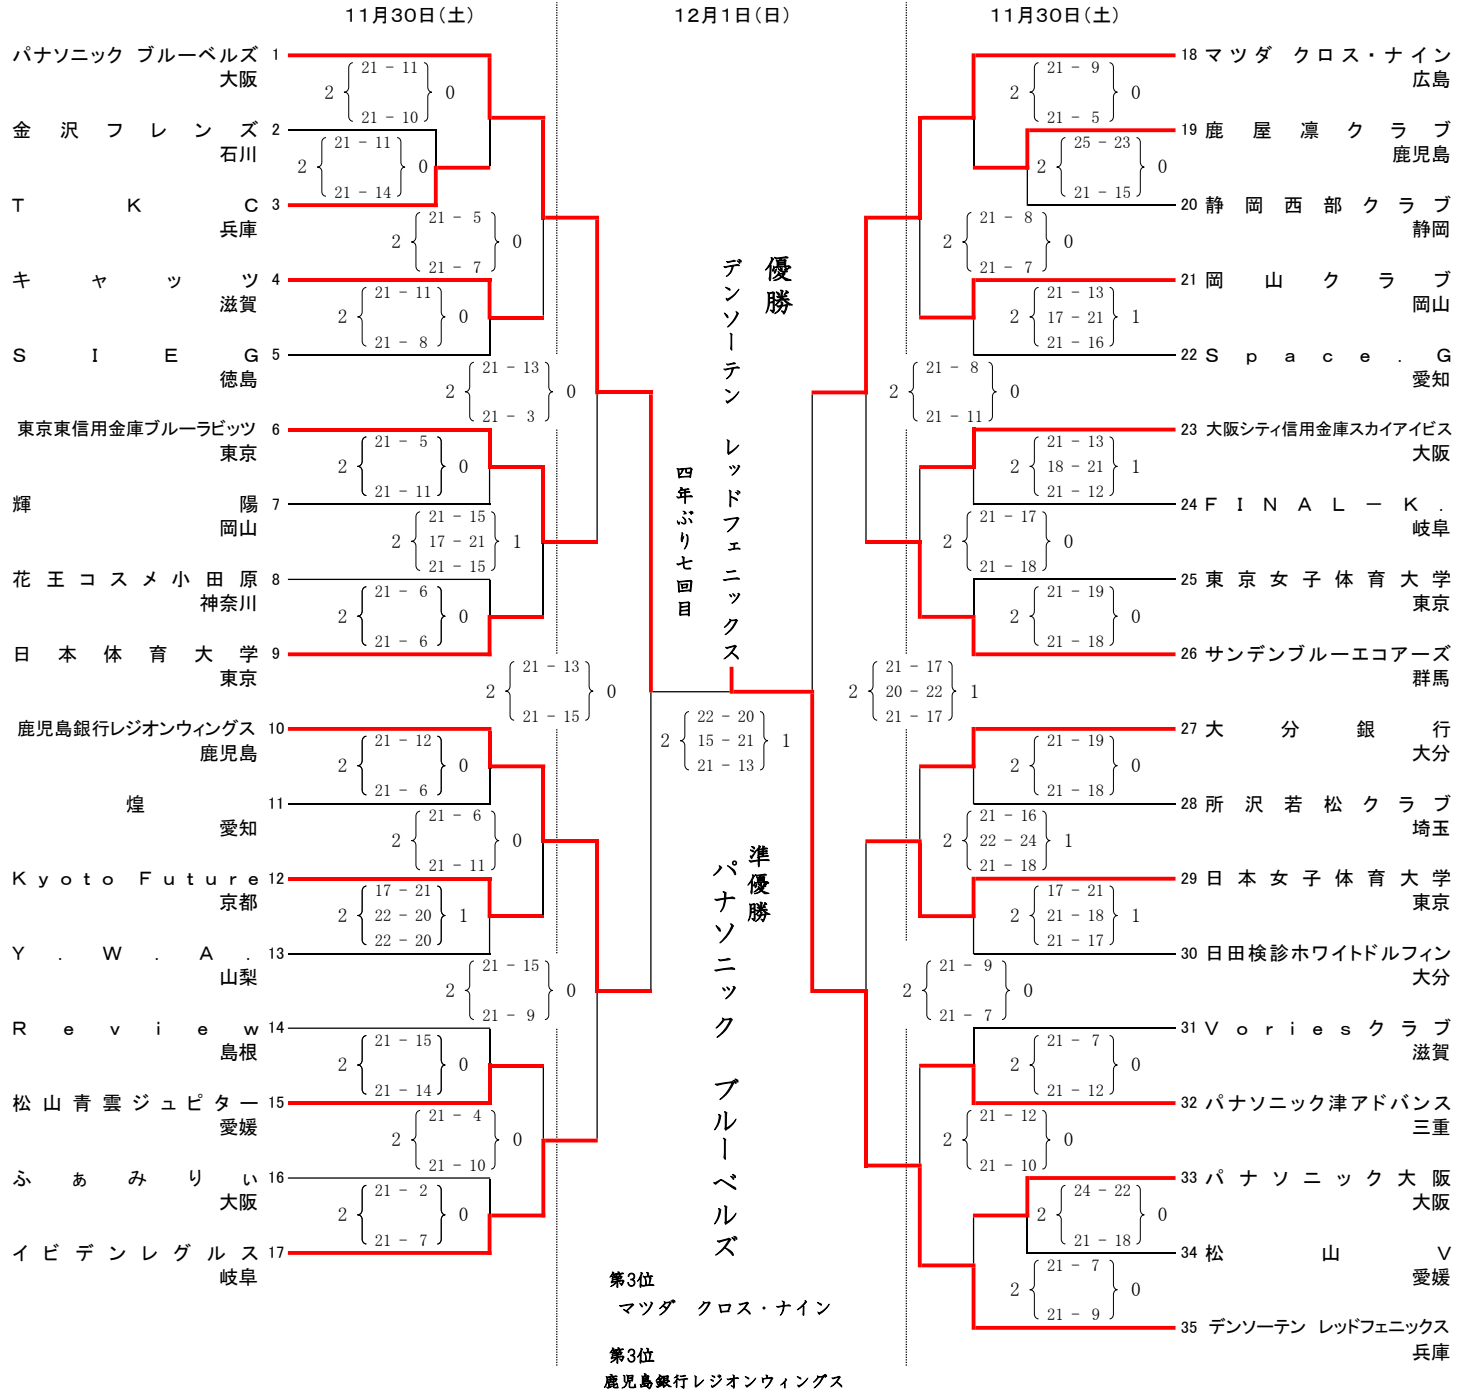 11月30日(土)
12月1日(日)
11月30日(土)
パナソニック ブルーベルズ 1
大阪
21 - 11
2 0
21 - 10
金沢フレンズ 2
石川
21 - 11
2 0
21 - 14
TKC 3
兵庫
21 - 5
2 0
21 - 7
キャッツ 4
滋賀
21 - 11
2 0
21 - 8
SIEG 5
徳島
21 - 13
2 0
21 - 3
東京東信用金庫ブルーラビッツ 6
東京
21 - 5
2 0
21 - 11
輝陽 7
岡山
21 - 15
2 17 - 21 1
21 - 15
花王コスメ小田原 8
神奈川
21 - 6
2 0
21 - 6
日本体育大学 9
東京
21 - 13
2 0
21 - 15
鹿児島銀行レジオンウィングス 10
鹿児島
21 - 12
2 0
21 - 6
煌 11
愛知
21 - 6
2 0
21 - 11
Kyoto Future 12
京都
17 - 21
2 22 - 20 1
22 - 20
Y.W.A. 13
山梨
21 - 15
2 0
21 - 9
Review 14
島根
21 - 15
2 0
21 - 14
松山青雲ジュピター 15
愛媛
21 - 4
2 0
21 - 10
ふぁみりぃ 16
大阪
21 - 2
2 0
21 - 7
イビデンレグルス 17
岐阜
優勝
デンソーテン レッドフェニックス
四年ぶり七回目
22 - 20
2 15 - 21 1
21 - 13
準優勝
パナソニック ブルーベルズ
第3位
マツダ クロス・ナイン
第3位
鹿児島銀行レジオンウィングス
18 マツダ クロス・ナイン
広島
21 - 9
2 0
21 - 5
19 鹿屋凛クラブ
鹿児島
25 - 23
2 0
21 - 15
20 静岡西部クラブ
静岡
21 - 8
2 0
21 - 7
21 岡山クラブ
岡山
21 - 13
2 17 - 21 1
21 - 16
22 Space.G
愛知
21 - 8
2 0
21 - 11
23 大阪シティ信用金庫スカイアイビス
大阪
21 - 13
2 18 - 21 1
21 - 12
24 FINAL-K.
岐阜
21 - 17
2 0
21 - 18
25 東京女子体育大学
東京
21 - 19
2 0
21 - 18
26 サンデンブルーエコアーズ
群馬
21 - 17
2 20 - 22 1
21 - 17
27 大分銀行
大分
21 - 19
2 0
21 - 18
28 所沢若松クラブ
埼玉
21 - 16
2 22 - 24 1
21 - 18
29 日本女子体育大学
東京
17 - 21
2 21 - 18 1
21 - 17
30 日田検診ホワイトドルフィン
大分
21 - 9
2 0
21 - 7
31 Voriesクラブ
滋賀
21 - 7
2 0
21 - 12
32 パナソニック津アドバンス
三重
21 - 12
2 0
21 - 10
33 パナソニック大阪
大阪
24 - 22
2 0
21 - 18
34 松山V
愛媛
21 - 7
2 0
21 - 9
35 デンソーテン レッドフェニックス
兵庫